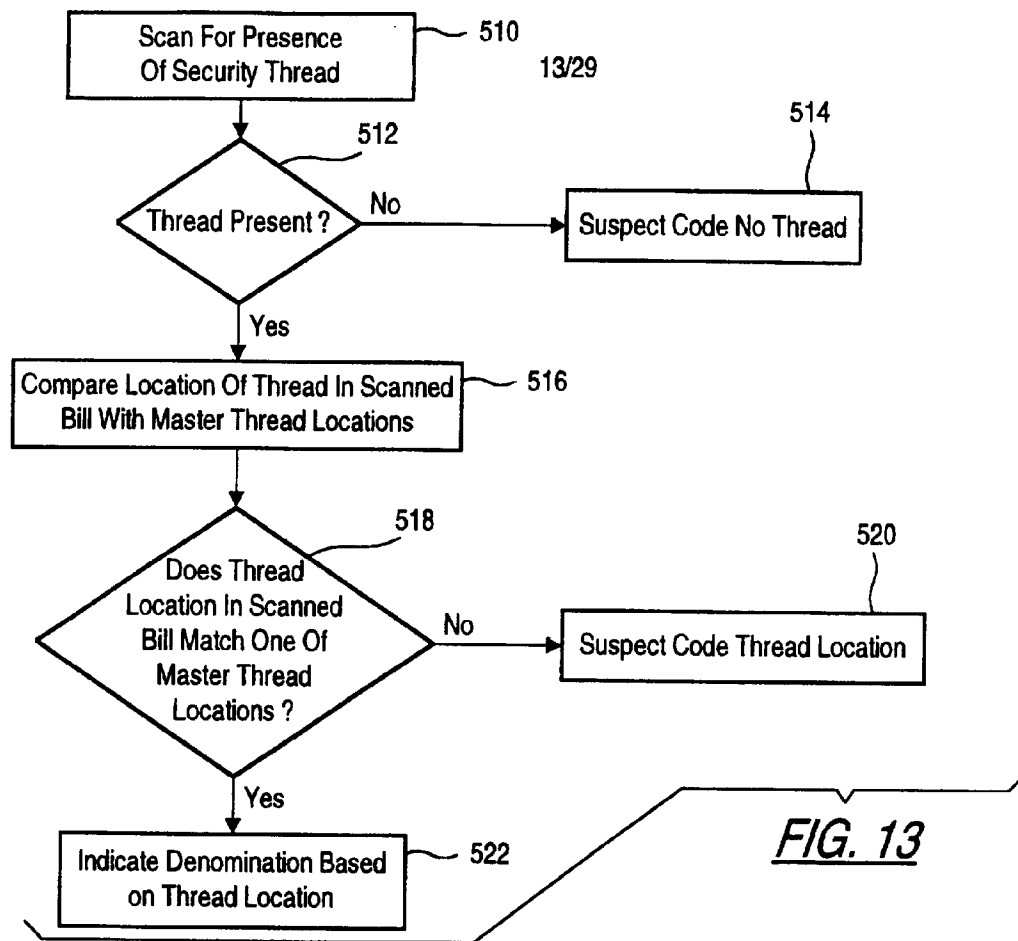 Scan For Presence
Of Security Thread
510
13/29
512
514
Thread Present ?
No
Suspect Code No Thread
Yes
Compare Location Of Thread In Scanned
Bill With Master Thread Locations
516
518
520
Does Thread
Location In Scanned
Bill Match One Of
Master Thread
Locations ?
No
Suspect Code Thread Location
Yes
Indicate Denomination Based
on Thread Location
522
FIG. 13